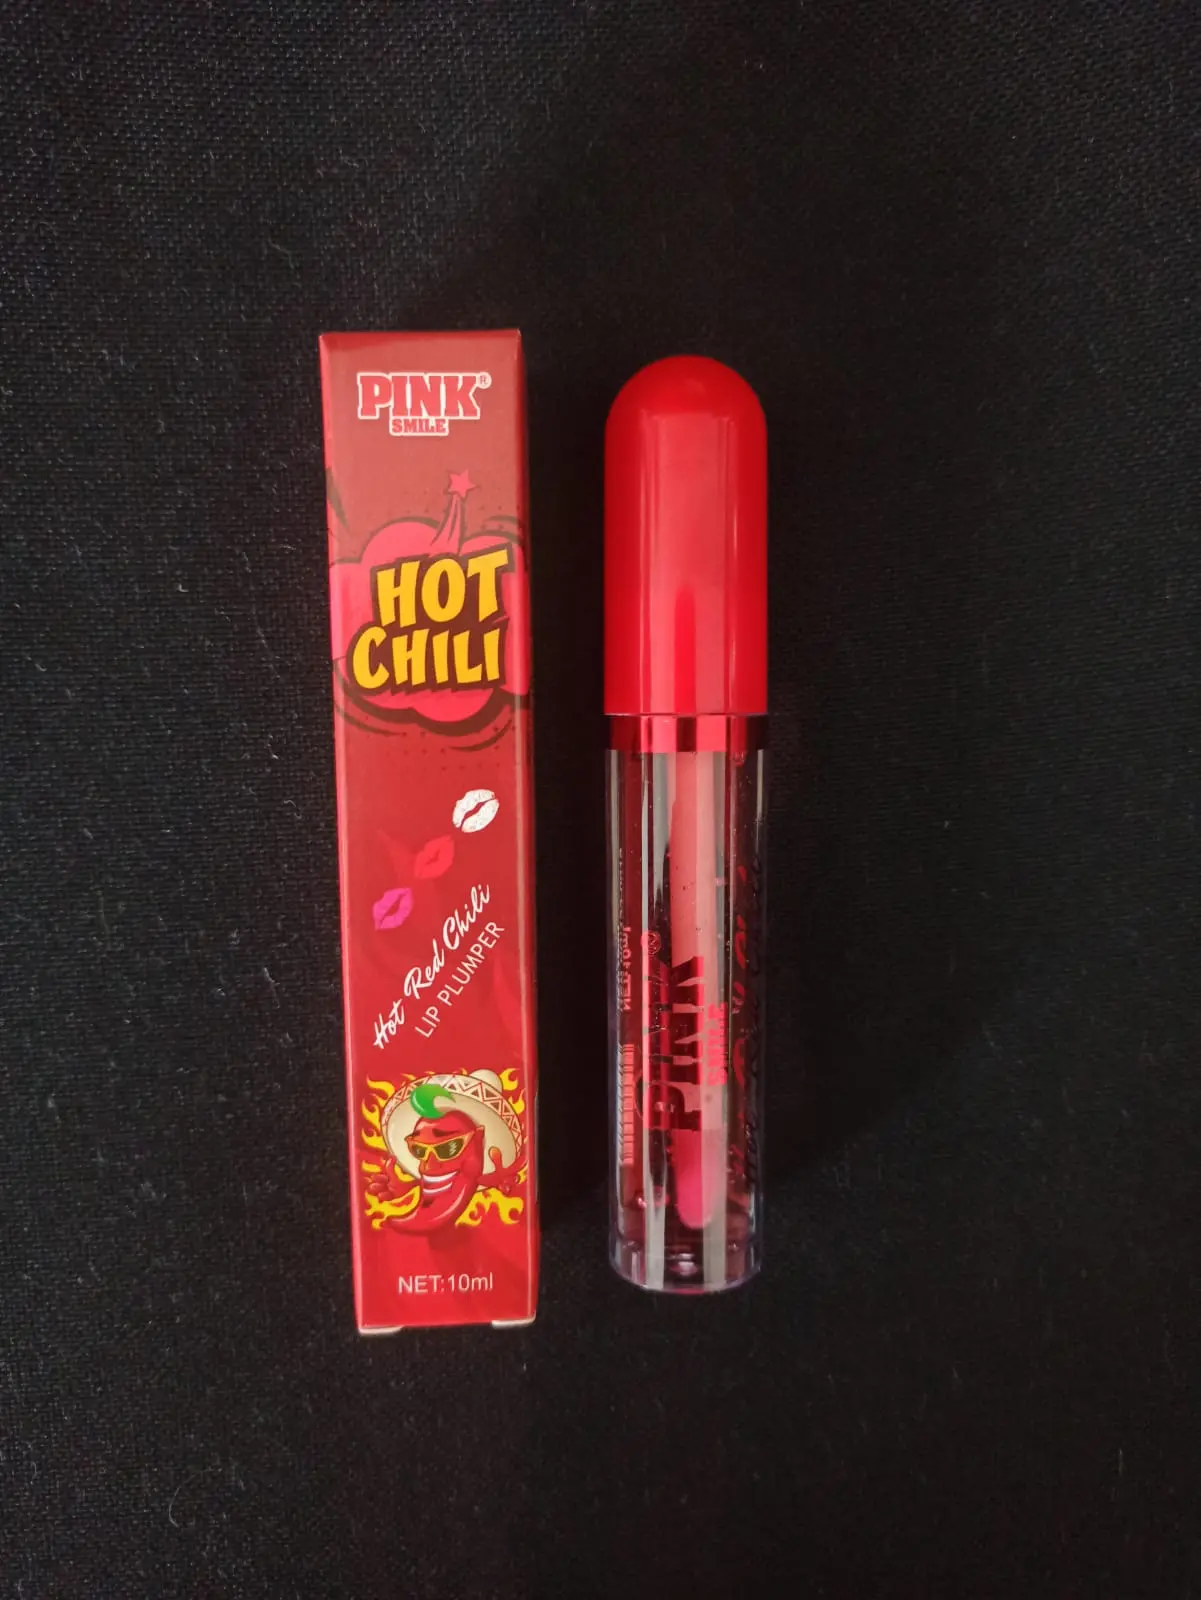 PINK®
SMILE
HOT
CHILI
Hot Red Chili
LIP PLUMPER
NET:10ml
PINK®
SMILE